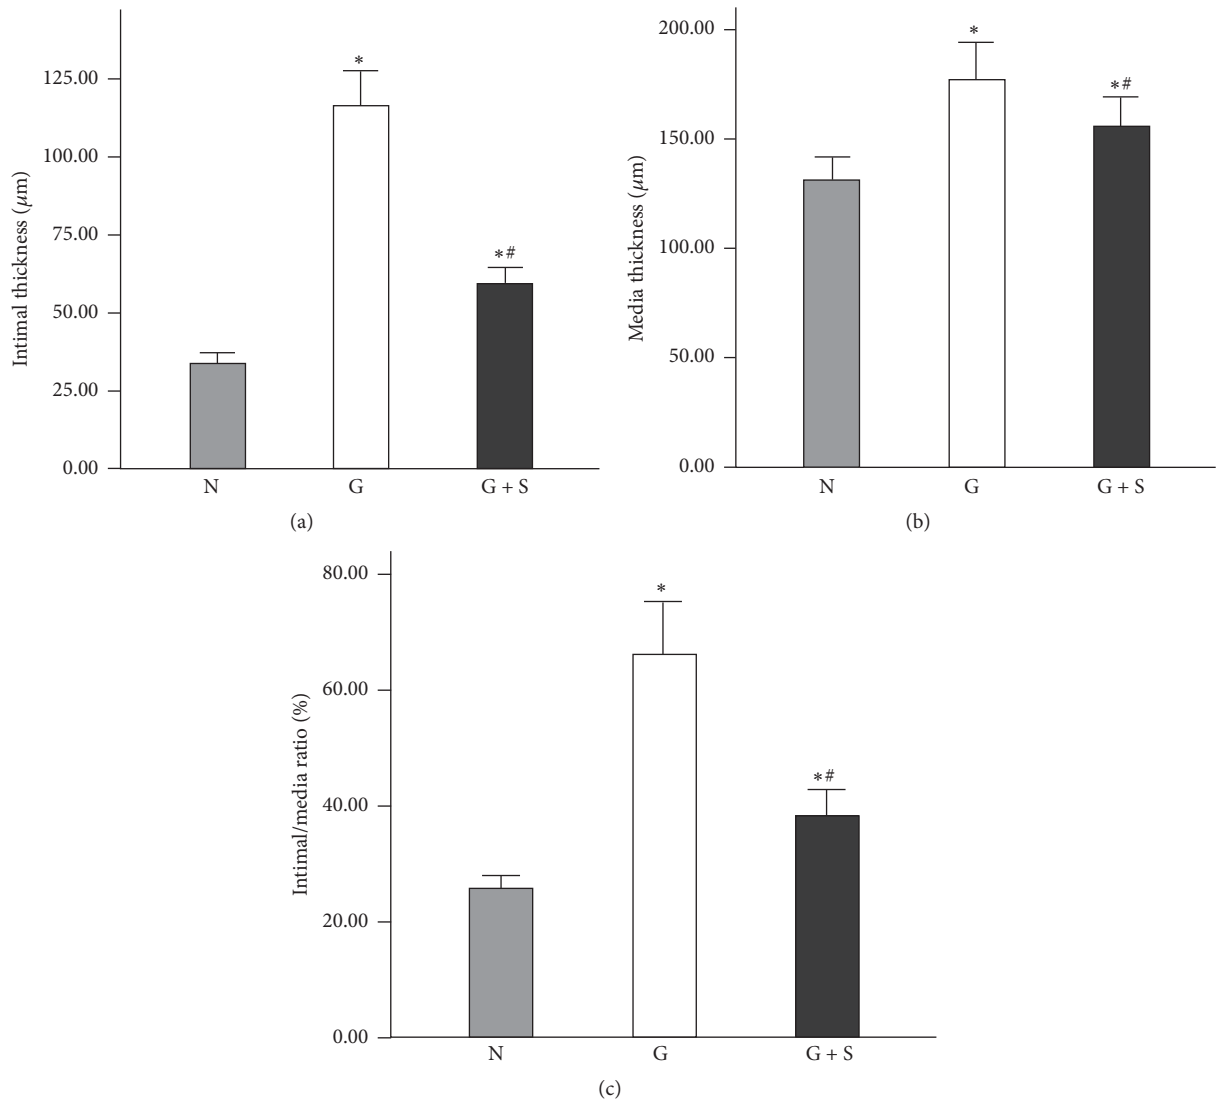 Intimal thickness (μm)
125.00
100.00
75.00
50.00
25.00
0.00
*
*#
N G G + S
(a)
Media thickness (μm)
200.00
150.00
100.00
50.00
0.00
*
*#
N G G + S
(b)
Intimal/media ratio (%)
80.00
60.00
40.00
20.00
0.00
*
*#
N G G + S
(c)